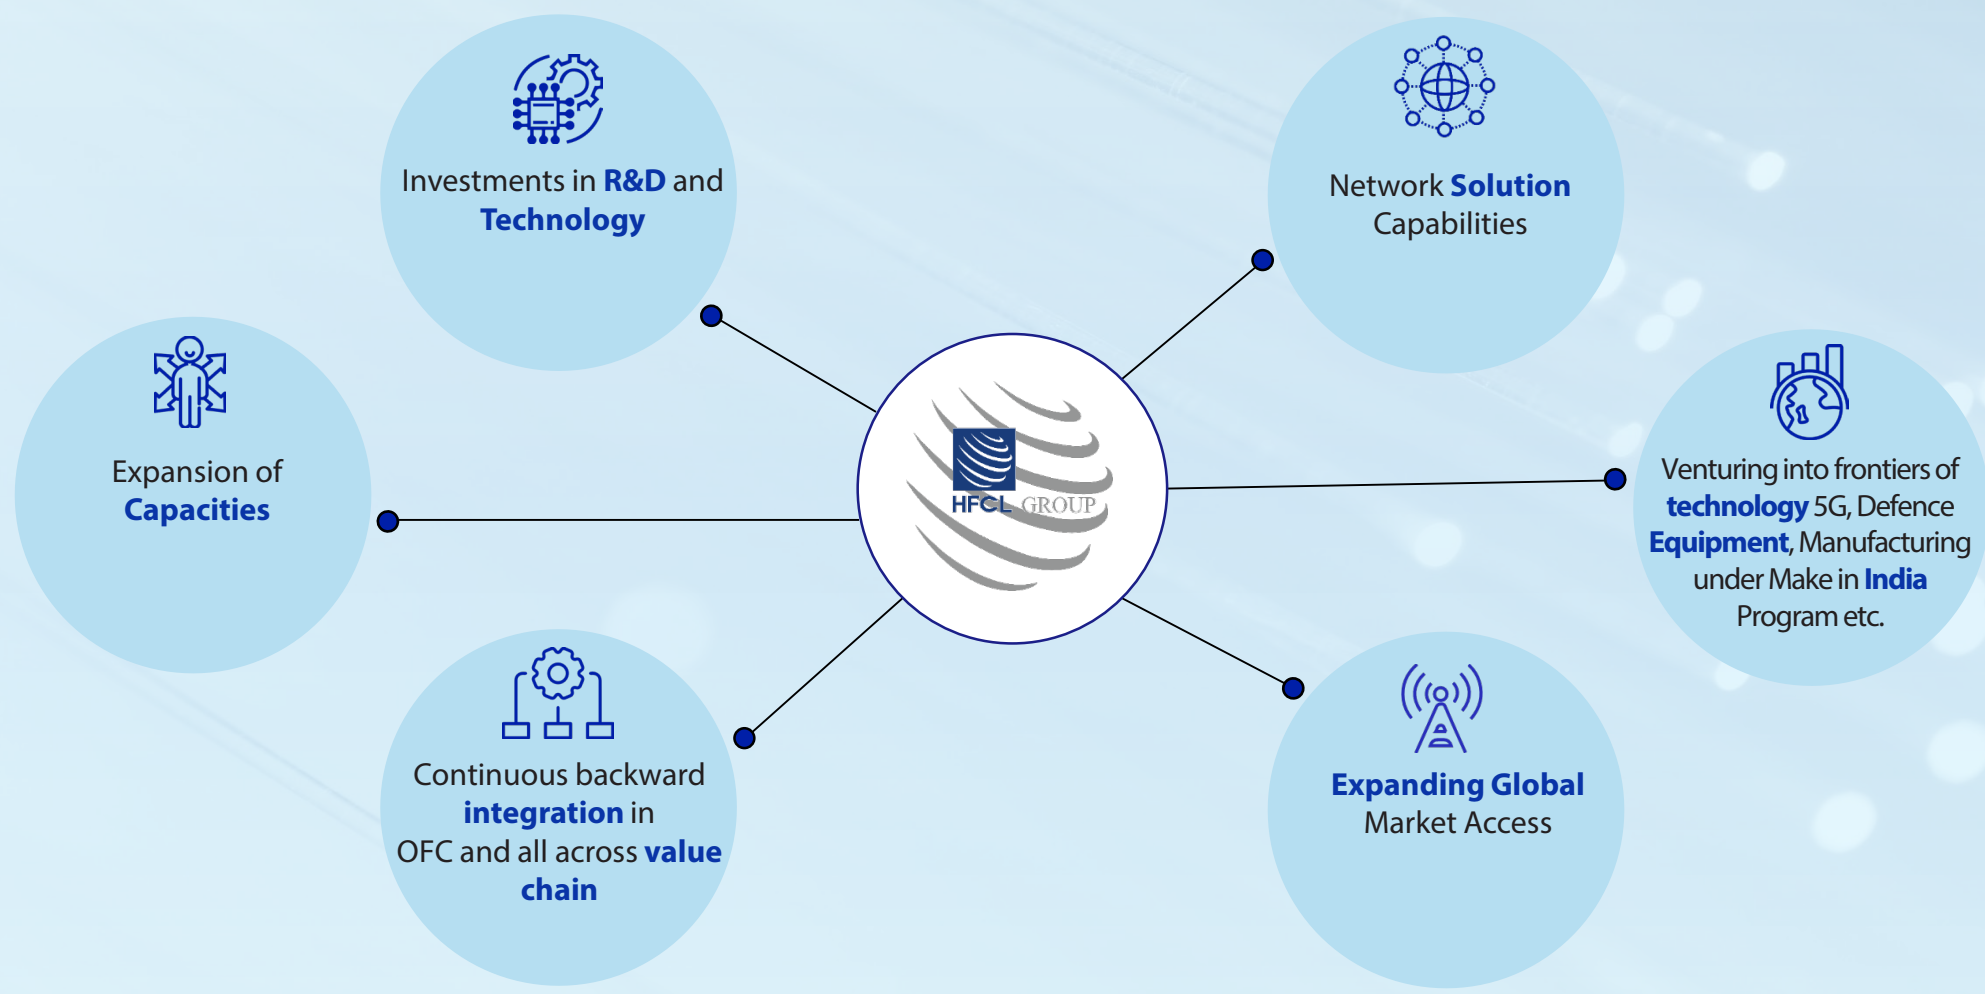 Investments in R&D and
Technology
Network Solution
Capabilities
Expansion of
Capacities
HFCL GROUP
Venturing into frontiers of
technology 5G, Defence
Equipment, Manufacturing
under Make in India
Program etc.
Continuous backward
integration in
OFC and all across value
chain
Expanding Global
Market Access